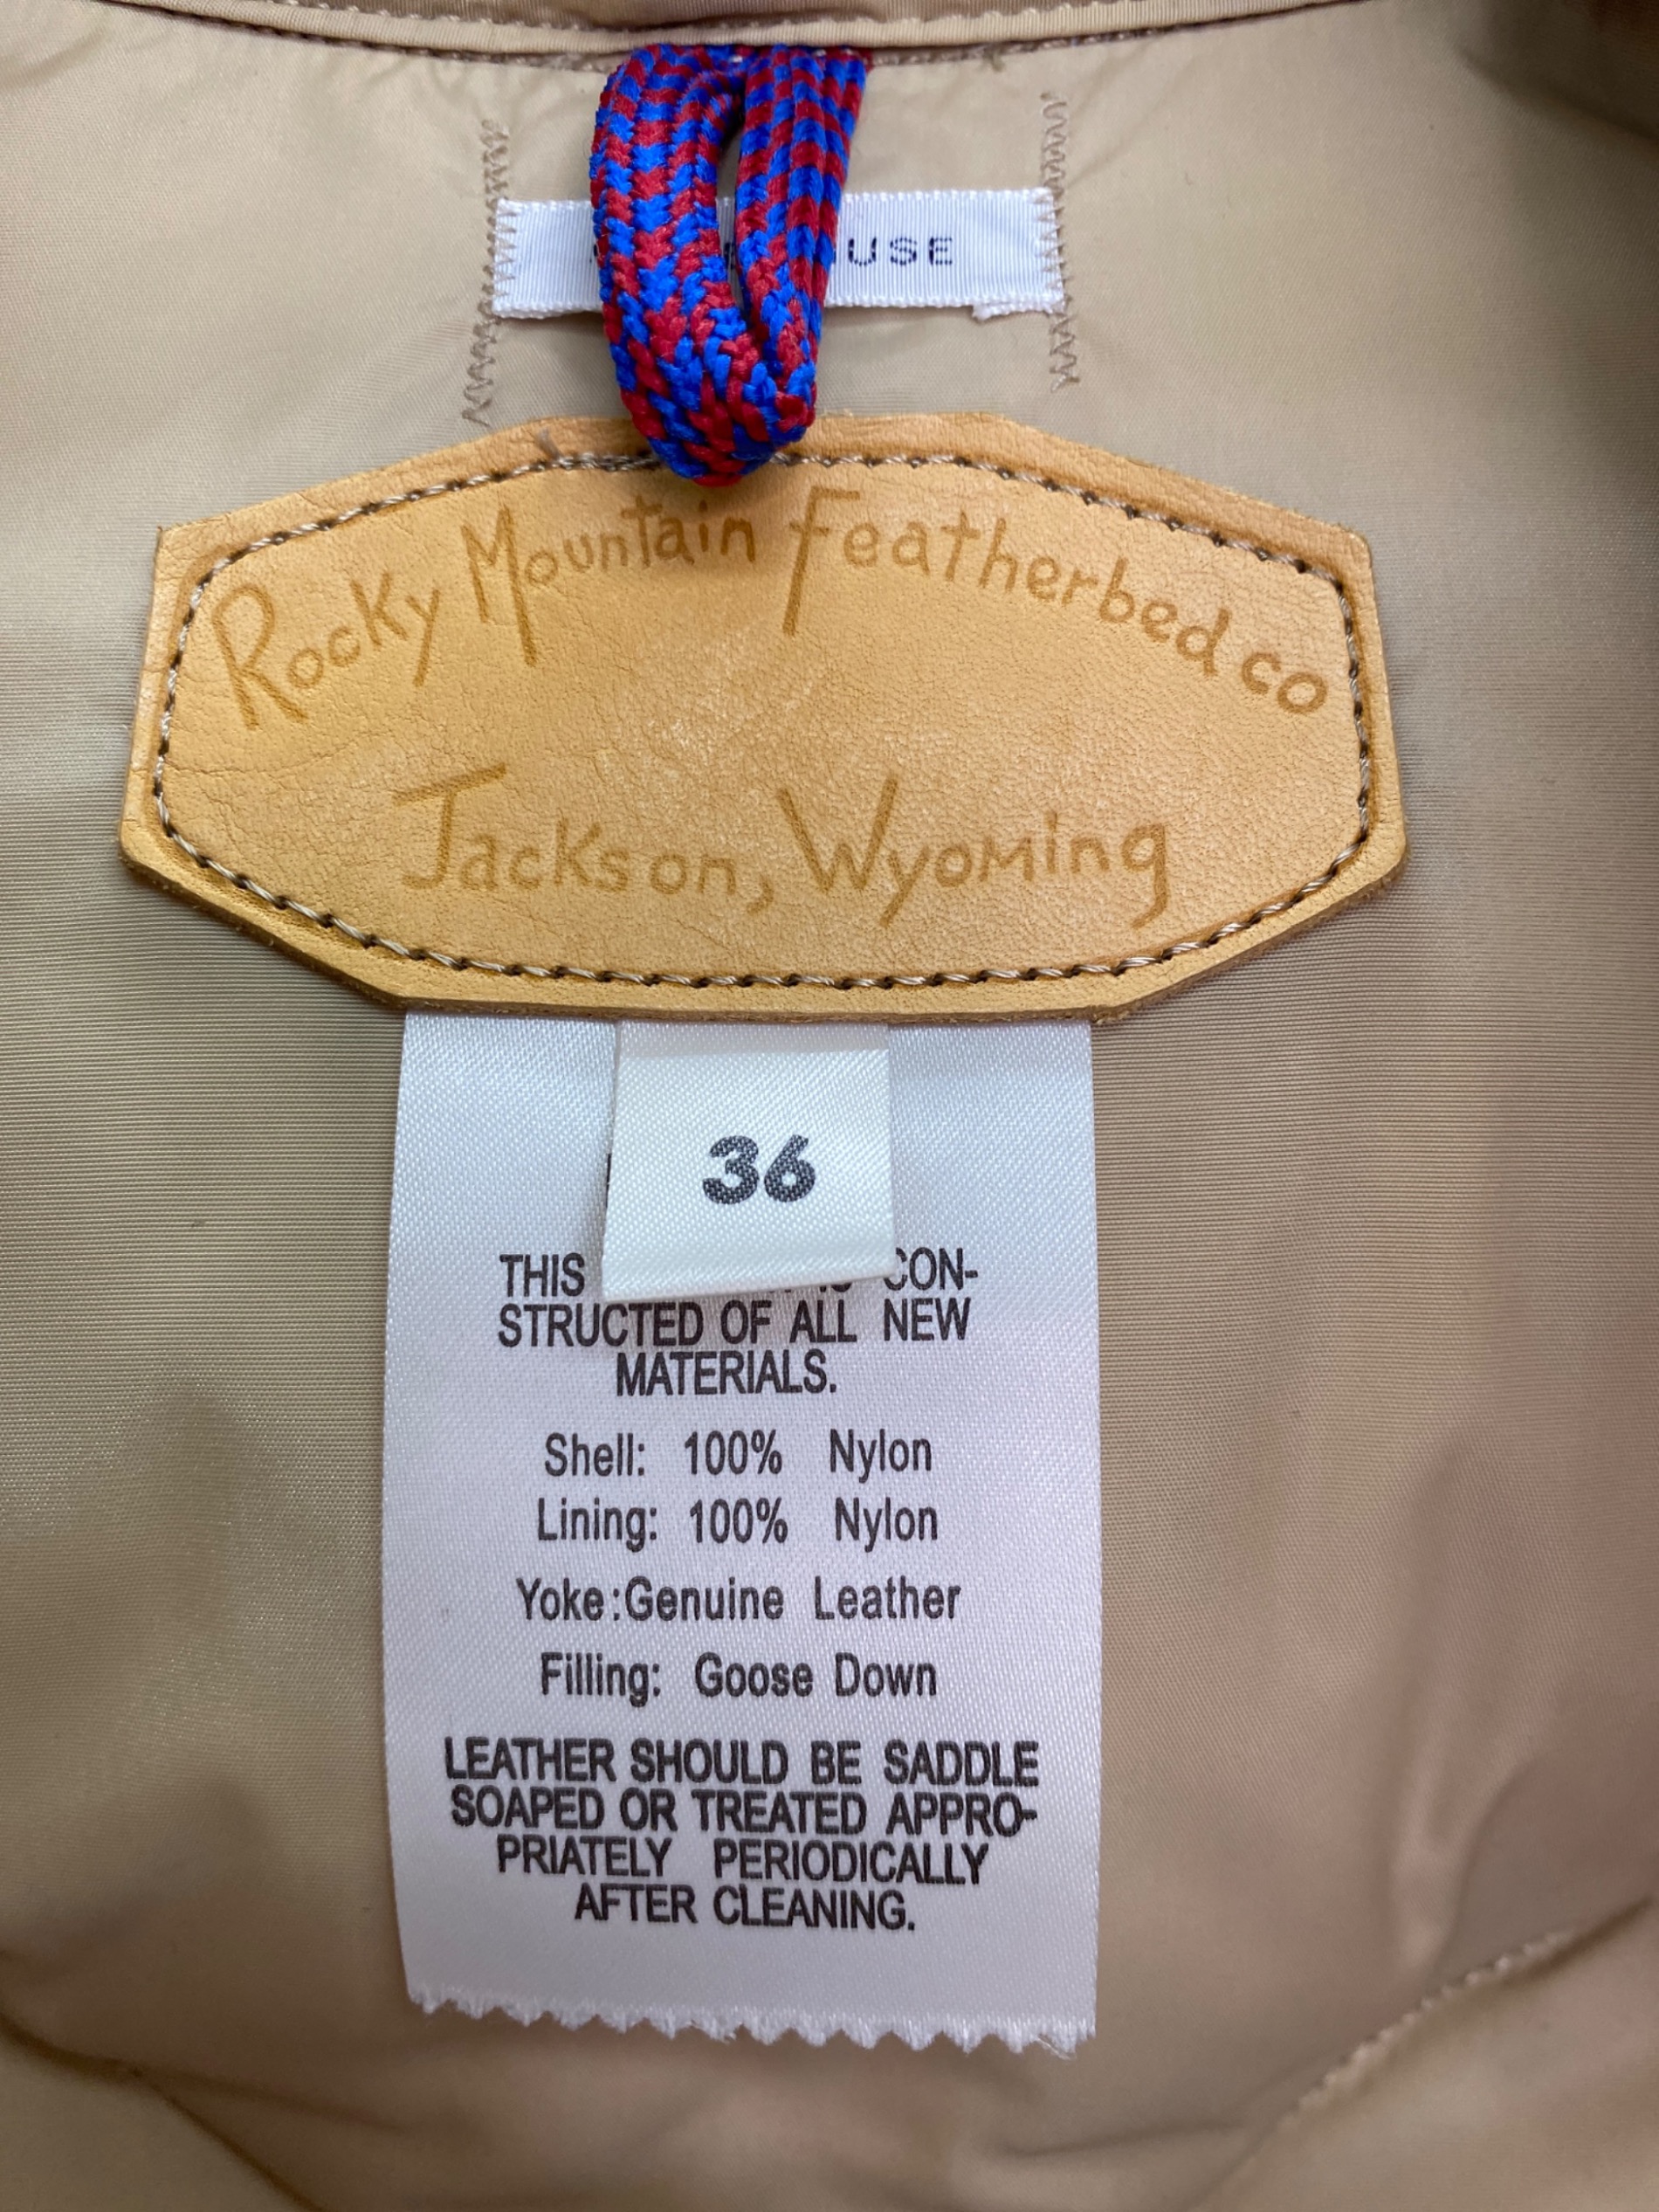 USE
Rocky Mountain Featherbed co
Jackson, Wyoming
36
THIS CON-
STRUCTED OF ALL NEW
MATERIALS.
Shell: 100% Nylon
Lining: 100% Nylon
Yoke:Genuine Leather
Filling: Goose Down
LEATHER SHOULD BE SADDLE
SOAPED OR TREATED APPRO-
PRIATELY PERIODICALLY
AFTER CLEANING.